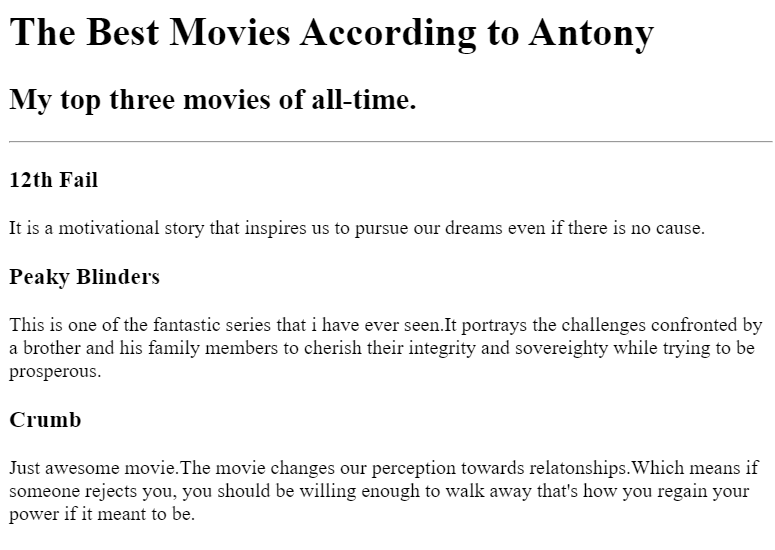 The Best Movies According to Antony
My top three movies of all-time.
12th Fail
It is a motivational story that inspires us to pursue our dreams even if there is no cause.
Peaky Blinders
This is one of the fantastic series that i have ever seen.It portrays the challenges confronted by
a brother and his family members to cherish their integrity and sovereighty while trying to be
prosperous.
Crumb
Just awesome movie.The movie changes our perception towards relatonships.Which means if
someone rejects you, you should be willing enough to walk away that's how you regain your
power if it meant to be.